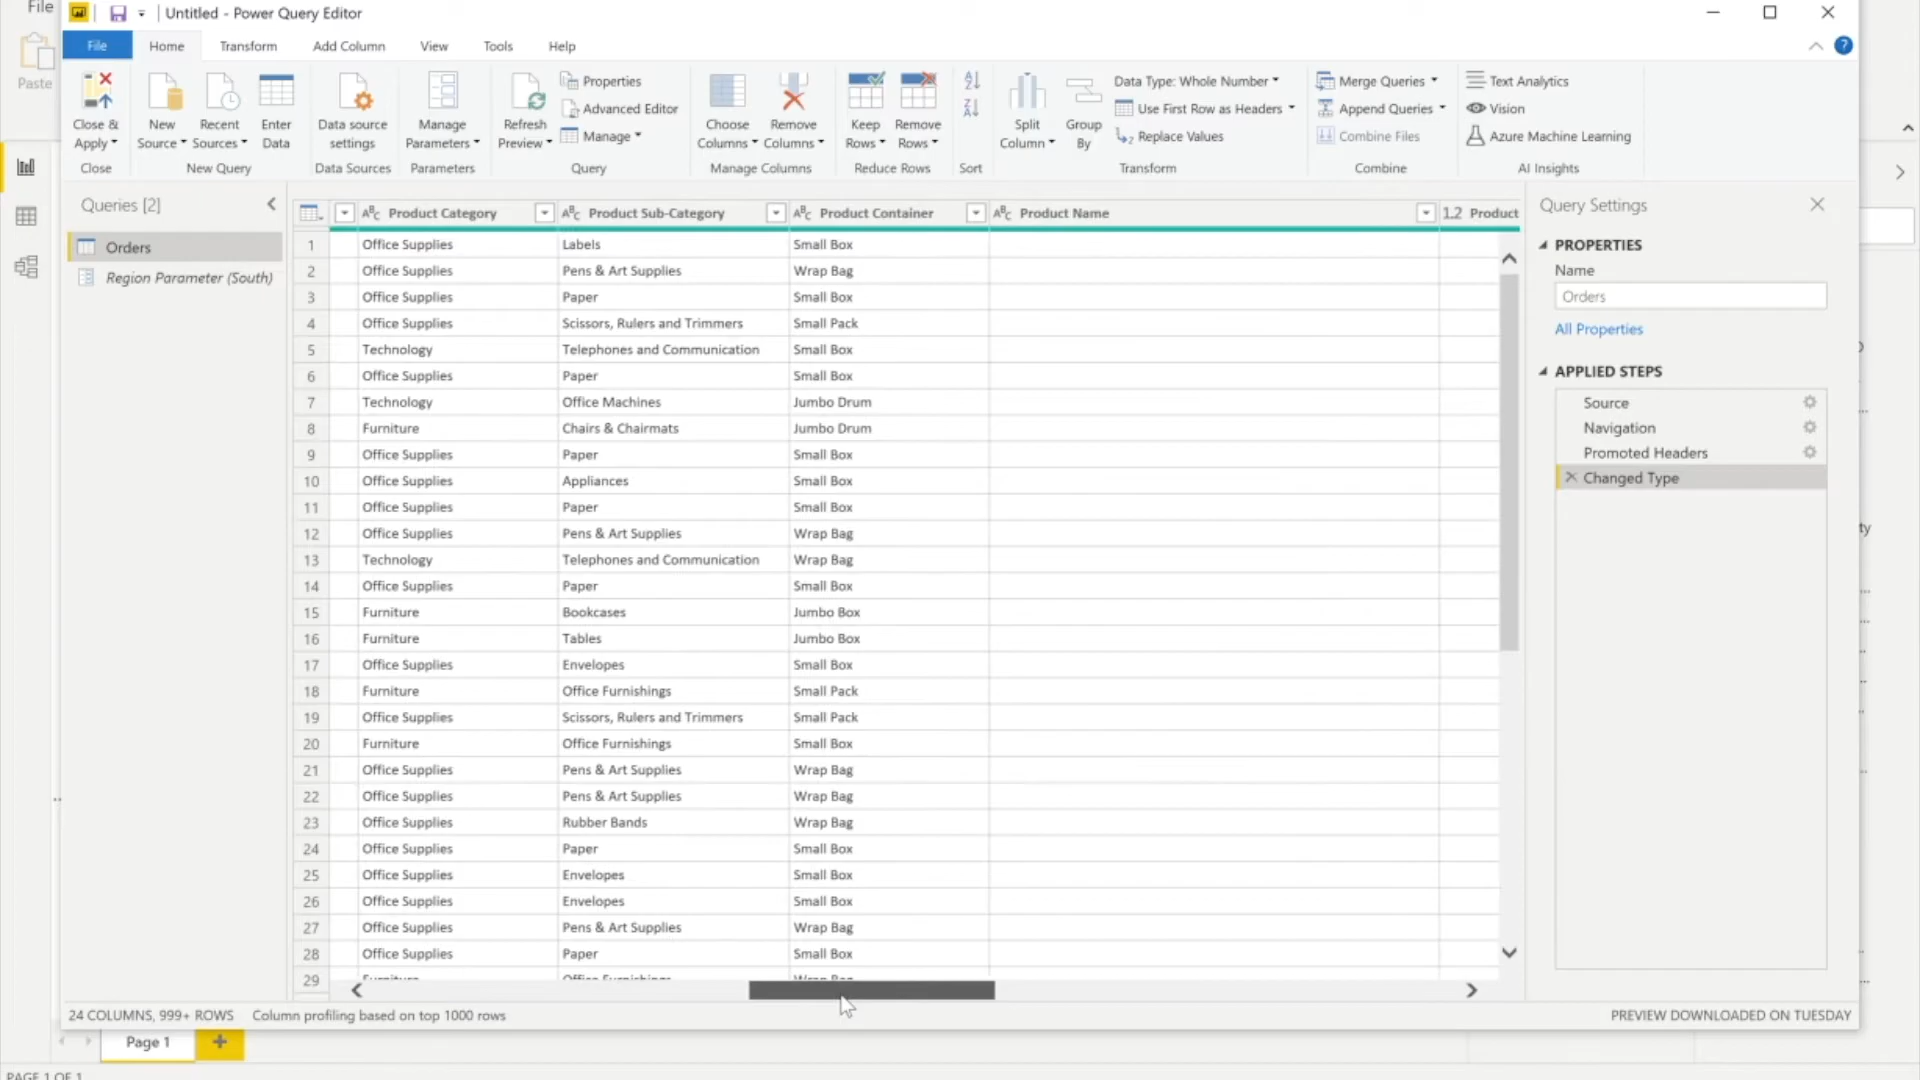 File
Untitled - Power Query Editor
File Home Transform Add Column View Tools Help
Paste
Close & Apply
New Source
Recent Sources
Enter Data
Data source settings
Manage Parameters
Refresh Preview
Properties
Advanced Editor
Manage
Choose Columns
Remove Columns
Keep Rows
Remove Rows
Split Column
Group By
Data Type: Whole Number
Use First Row as Headers
Replace Values
Merge Queries
Append Queries
Combine Files
Text Analytics
Vision
Azure Machine Learning
Close New Query Data Sources Parameters Query Manage Columns Reduce Rows Sort Transform Combine AI Insights
Queries [2]
Orders
Region Parameter (South)
ABC Product Category ABC Product Sub-Category ABC Product Container ABC Product Name 1.2 Product
1 Office Supplies Labels Small Box
2 Office Supplies Pens & Art Supplies Wrap Bag
3 Office Supplies Paper Small Box
4 Office Supplies Scissors, Rulers and Trimmers Small Pack
5 Technology Telephones and Communication Small Box
6 Office Supplies Paper Small Box
7 Technology Office Machines Jumbo Drum
8 Furniture Chairs & Chairmats Jumbo Drum
9 Office Supplies Paper Small Box
10 Office Supplies Appliances Small Box
11 Office Supplies Paper Small Box
12 Office Supplies Pens & Art Supplies Wrap Bag
13 Technology Telephones and Communication Wrap Bag
14 Office Supplies Paper Small Box
15 Furniture Bookcases Jumbo Box
16 Furniture Tables Jumbo Box
17 Office Supplies Envelopes Small Box
18 Furniture Office Furnishings Small Pack
19 Office Supplies Scissors, Rulers and Trimmers Small Pack
20 Furniture Office Furnishings Small Box
21 Office Supplies Pens & Art Supplies Wrap Bag
22 Office Supplies Pens & Art Supplies Wrap Bag
23 Office Supplies Rubber Bands Wrap Bag
24 Office Supplies Paper Small Box
25 Office Supplies Envelopes Small Box
26 Office Supplies Envelopes Small Box
27 Office Supplies Pens & Art Supplies Wrap Bag
28 Office Supplies Paper Small Box
29 Furniture Office Furnishings Wrap Bag
Query Settings
PROPERTIES
Name
Orders
All Properties
APPLIED STEPS
Source
Navigation
Promoted Headers
Changed Type
ty
24 COLUMNS, 999+ ROWS Column profiling based on top 1000 rows PREVIEW DOWNLOADED ON TUESDAY
Page 1
PAGE 1 OF 1